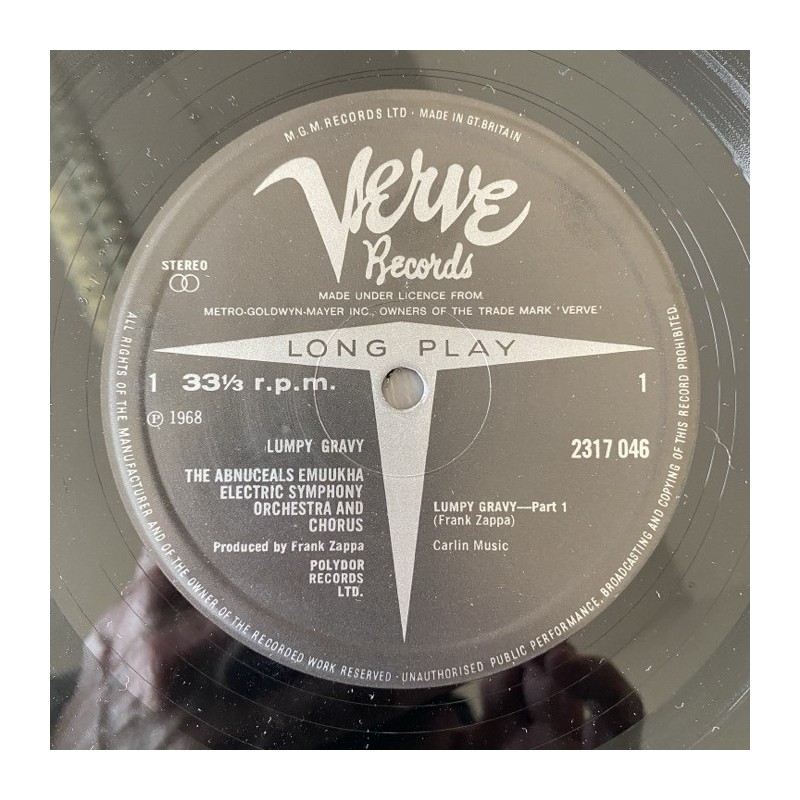 M.G.M. RECORDS LTD · MADE IN GT. BRITAIN
Verve
Records
STEREO
MADE UNDER LICENCE FROM
METRO-GOLDWYN-MAYER INC., OWNERS OF THE TRADE MARK 'VERVE'
LONG PLAY
1 33⅓ r.p.m. 1
Ⓟ 1968
LUMPY GRAVY
2317 046
THE ABNUCEALS EMUUKHA
ELECTRIC SYMPHONY
ORCHESTRA AND
CHORUS
Produced by Frank Zappa
POLYDOR
RECORDS
LTD.
LUMPY GRAVY—Part 1
(Frank Zappa)
Carlin Music
ALL RIGHTS OF THE MANUFACTURER AND OF THE OWNER OF THE RECORDED WORK RESERVED · UNAUTHORISED PUBLIC PERFORMANCE, BROADCASTING AND COPYING OF THIS RECORD PROHIBITED.